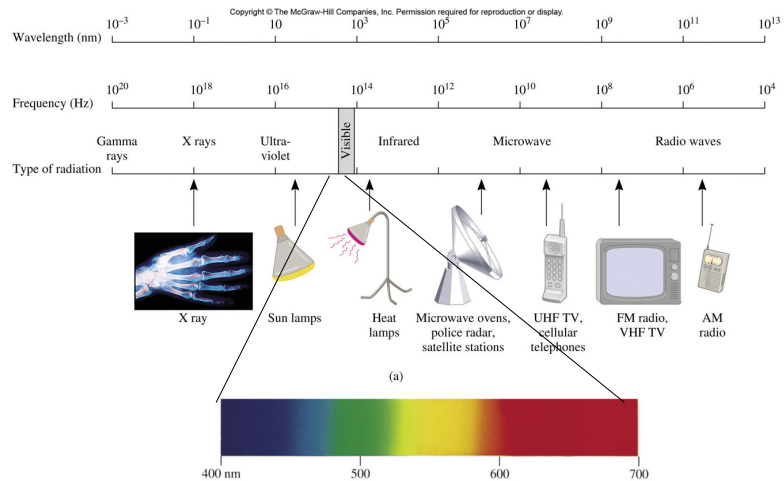 Copyright © The McGraw-Hill Companies, Inc. Permission required for reproduction or display.
Wavelength (nm) 10⁻³ 10⁻¹ 10 10³ 10⁵ 10⁷ 10⁹ 10¹¹ 10¹³
Frequency (Hz) 10²⁰ 10¹⁸ 10¹⁶ 10¹⁴ 10¹² 10¹⁰ 10⁸ 10⁶ 10⁴
Gamma X rays Ultra- Visible Infrared Microwave Radio waves
rays violet
Type of radiation
X ray Sun lamps Heat Microwave ovens, UHF TV, FM radio, AM
lamps police radar, cellular VHF TV radio
satellite stations telephones
(a)
400 nm 500 600 700